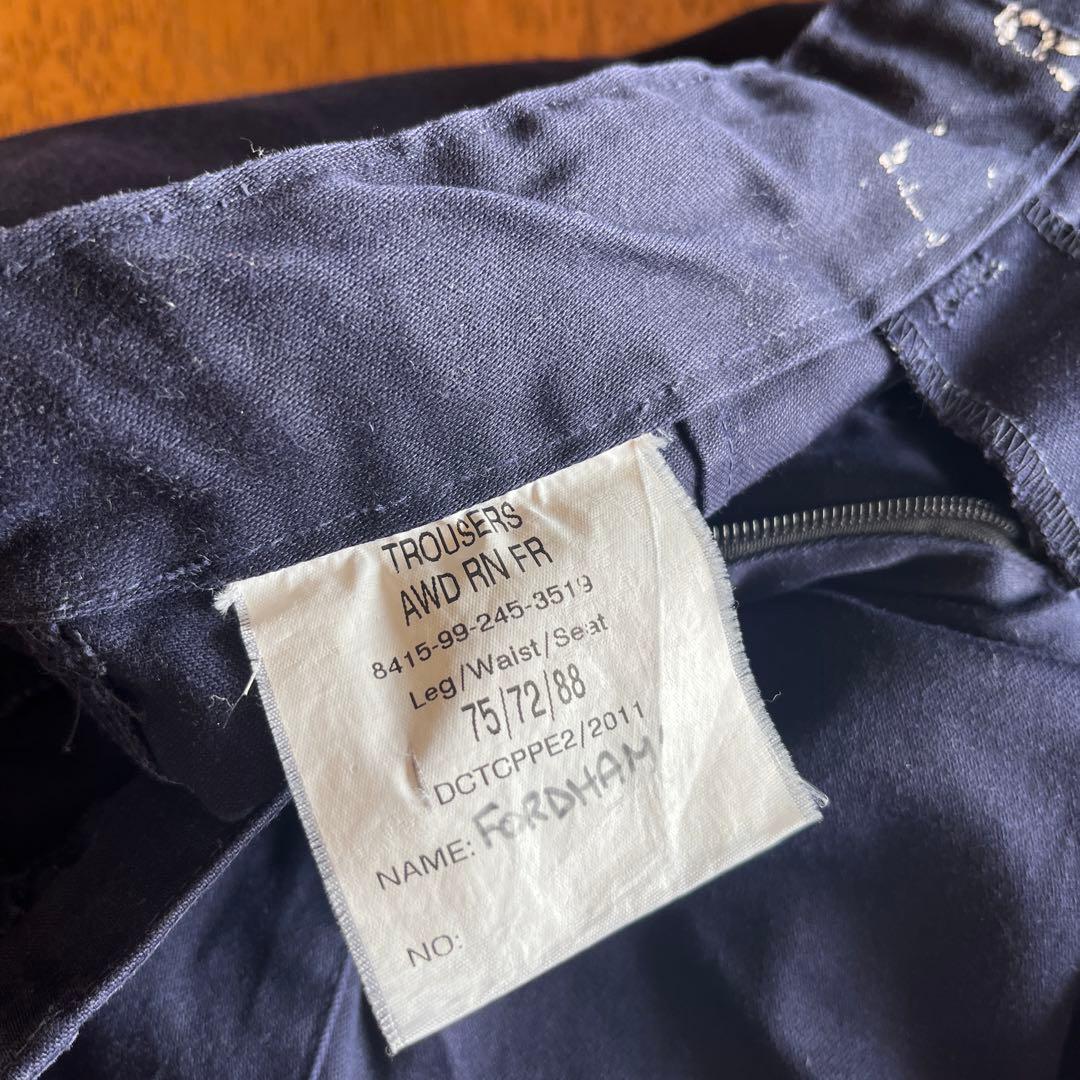 TROUSERS
AWD RN FR
8415-99-245-3519
Leg/Waist/Seat
75/72/88
DCTCPPE2/2011
NAME: FORDHAM
NO: